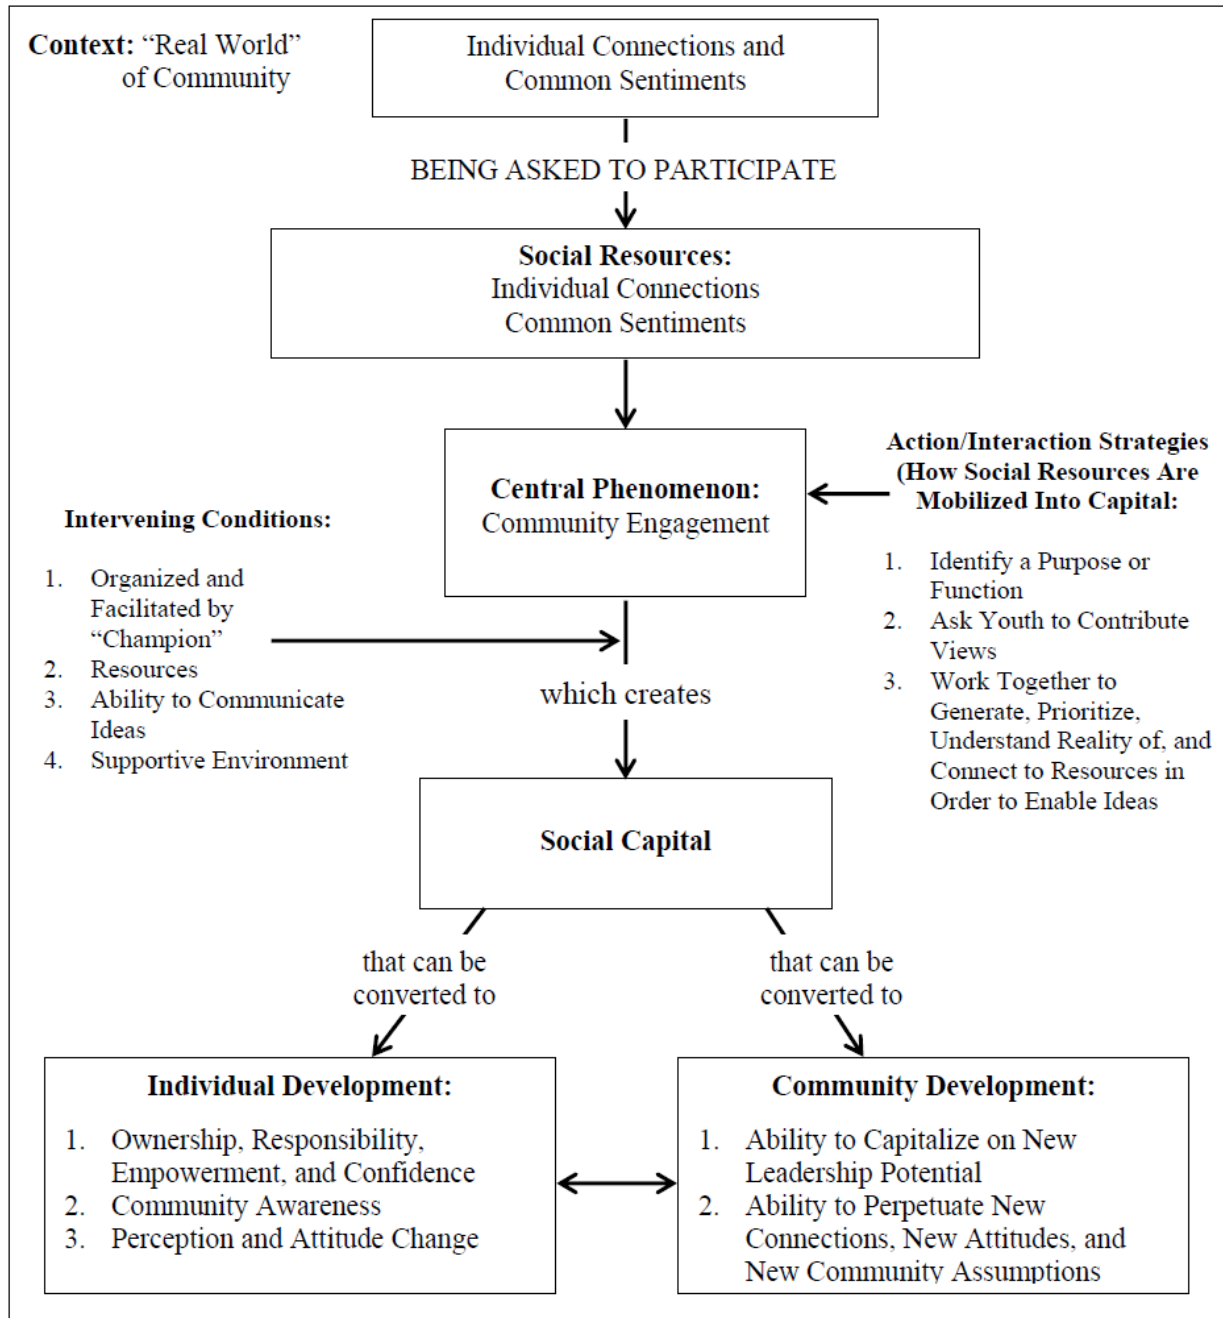 Context: “Real World”
of Community
Individual Connections and
Common Sentiments
BEING ASKED TO PARTICIPATE
Social Resources:
Individual Connections
Common Sentiments
Central Phenomenon:
Community Engagement
Action/Interaction Strategies
(How Social Resources Are
Mobilized Into Capital:
1. Identify a Purpose or
Function
2. Ask Youth to Contribute
Views
3. Work Together to
Generate, Prioritize,
Understand Reality of, and
Connect to Resources in
Order to Enable Ideas
Intervening Conditions:
1. Organized and
Facilitated by
“Champion”
2. Resources
3. Ability to Communicate
Ideas
4. Supportive Environment
which creates
Social Capital
that can be
converted to
that can be
converted to
Individual Development:
1. Ownership, Responsibility,
Empowerment, and Confidence
2. Community Awareness
3. Perception and Attitude Change
Community Development:
1. Ability to Capitalize on New
Leadership Potential
2. Ability to Perpetuate New
Connections, New Attitudes, and
New Community Assumptions